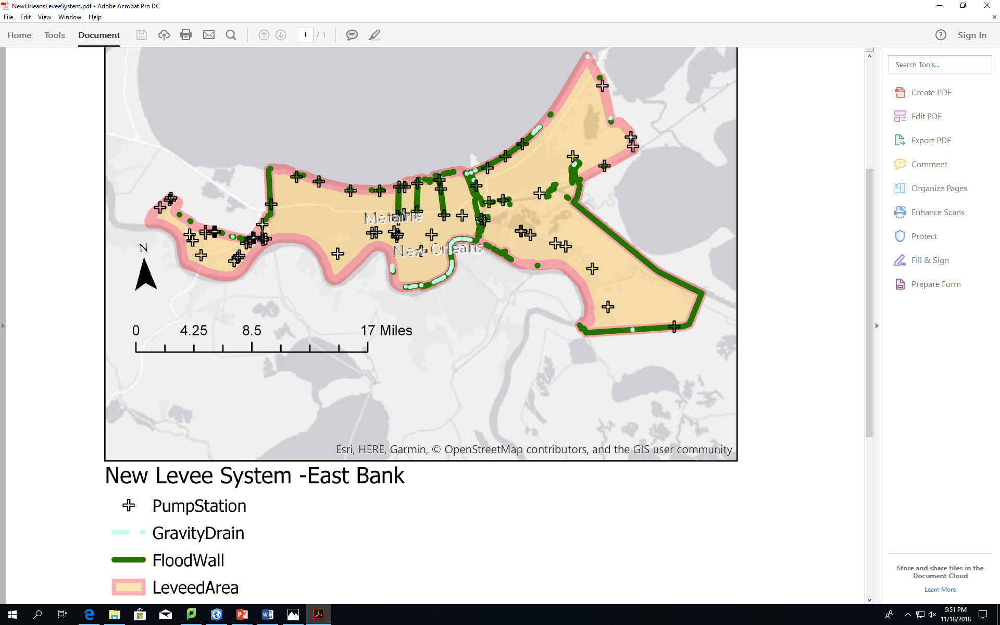 NewOrleansLeveeSystem.pdf - Adobe Acrobat Pro DC
File Edit View Window Help
Home Tools Document 1 / 1 Sign In
Search Tools...
Create PDF
Edit PDF
Export PDF
Comment
Organize Pages
Enhance Scans
Protect
Fill & Sign
Prepare Form
Metairie
New Orleans
N
0 4.25 8.5 17 Miles
Esri, HERE, Garmin, © OpenStreetMap contributors, and the GIS user community
New Levee System -East Bank
PumpStation
GravityDrain
FloodWall
LeveedArea
Store and share files in the
Document Cloud
Learn More
5:51 PM
11/18/2018